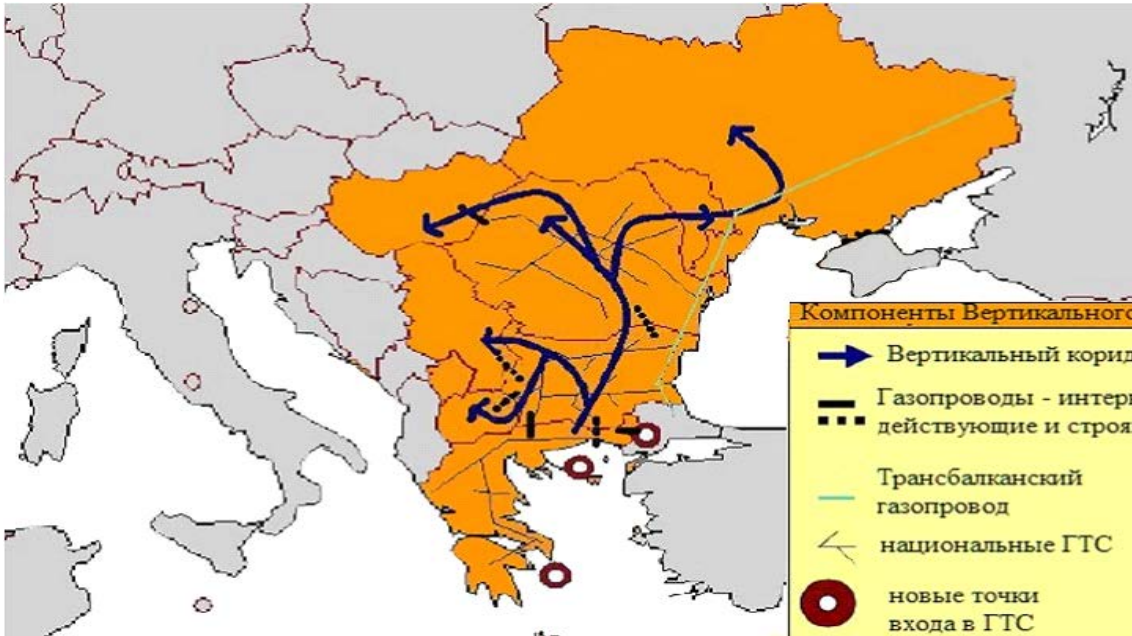 Компоненты Вертикального
Вертикальный корид
Газопроводы - интер
действующие и строя
Трансбалканский
газопровод
национальные ГТС
новые точки
входа в ГТС